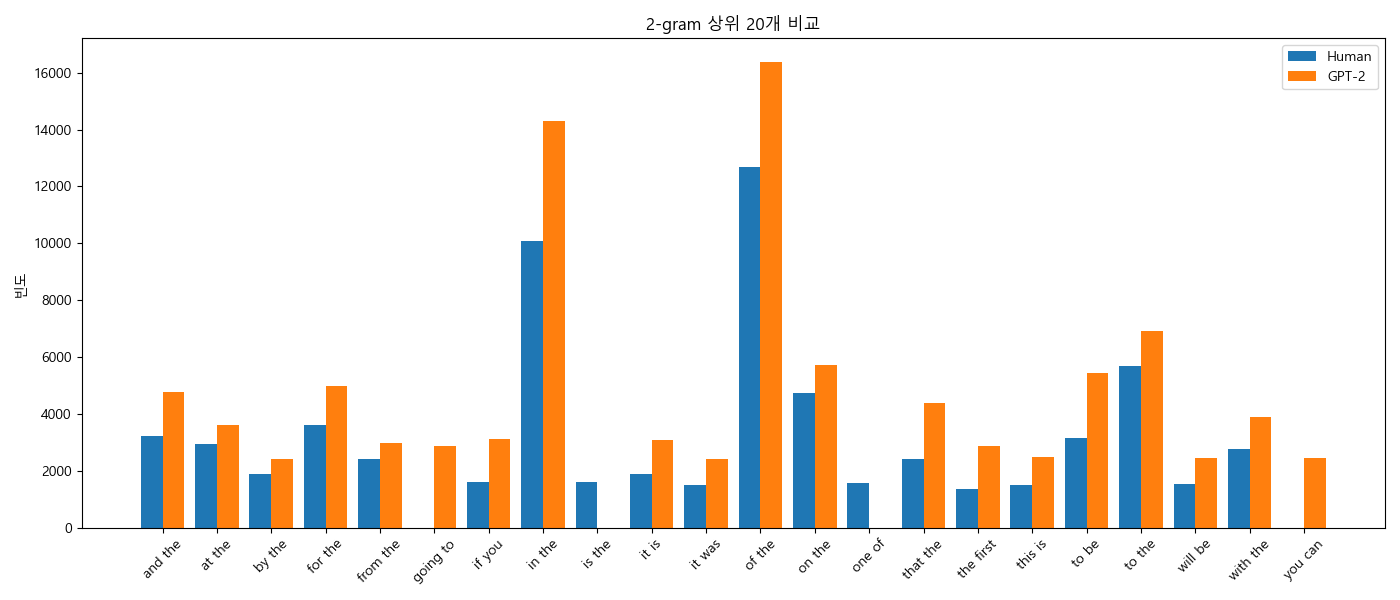 2-gram 상위 20개 비교
Human
GPT-2
빈도
16000
14000
12000
10000
8000
6000
4000
2000
0
and the
at the
by the
for the
from the
going to
if you
in the
is the
it is
it was
of the
on the
one of
that the
the first
this is
to be
to the
will be
with the
you can